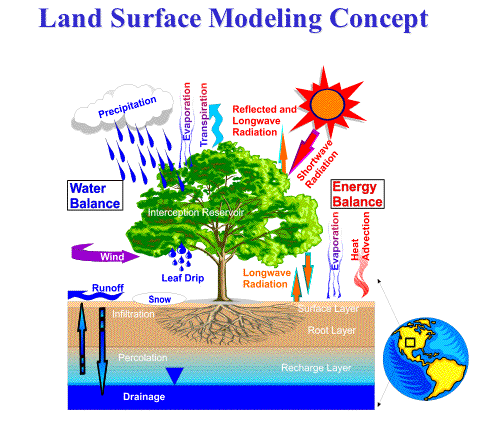 Land Surface Modeling Concept
Precipitation
Evaporation
Transpiration
Reflected and
Longwave
Radiation
Shortwave
Radiation
Water
Balance
Energy
Balance
Interception Reservoir
Wind
Leaf Drip
Longwave
Radiation
Evaporation
Heat
Advection
Runoff
Snow
Infiltration
Surface Layer
Root Layer
Percolation
Recharge Layer
Drainage